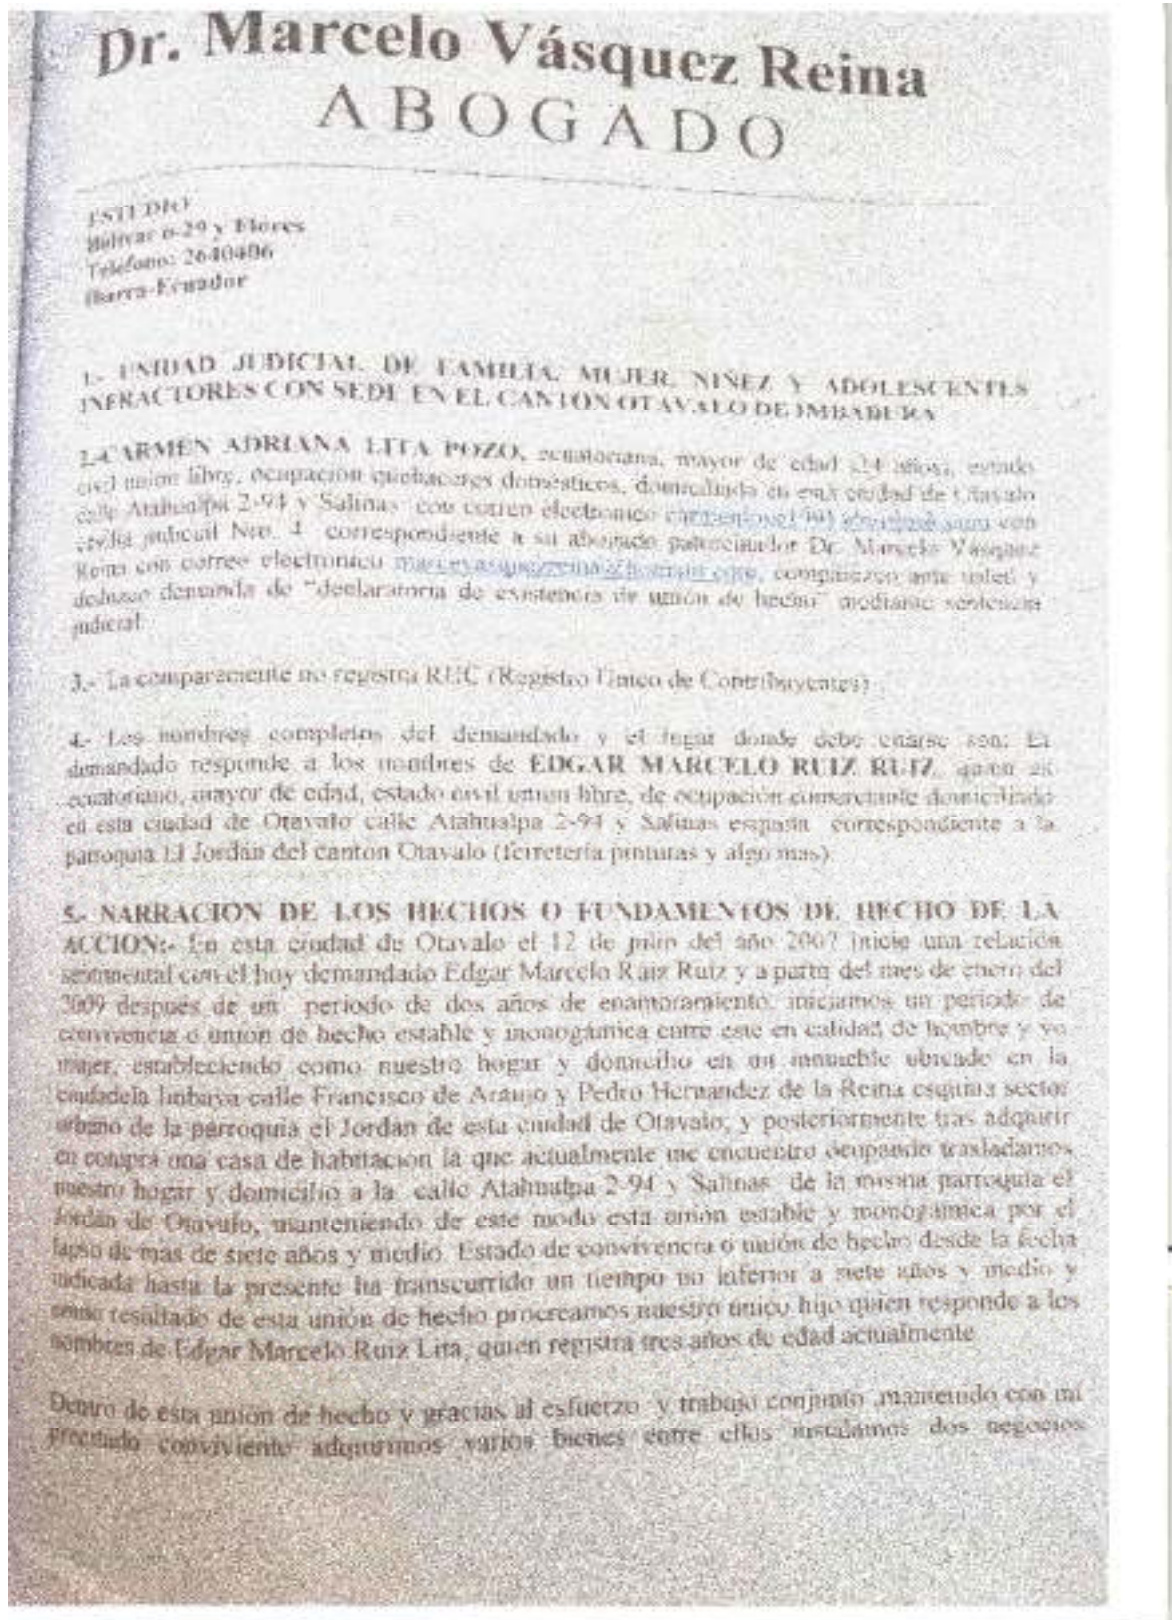 Dr. Marcelo Vásquez Reina
ABOGADO
ESTUDIO
Bolívar 6-29 y Flores
Teléfono: 2640406
Ibarra-Ecuador
1.- UNIDAD JUDICIAL DE FAMILIA, MUJER, NIÑEZ Y ADOLESCENTES
INFRACTORES CON SEDE EN EL CANTON OTAVALO DE IMBABURA
2.-CARMEN ADRIANA LITA POZO, ecuatoriana, mayor de edad (24 años), estado
civil unión libre, ocupación quehaceres domésticos, domiciliada en esta ciudad de Otavalo
calle Atahualpa 2-94 y Salinas con correo electrónico con
casilla judicial Nro. 4 correspondiente a su abogado patrocinador Dr. Marcelo Vásquez
Reina con correo electronico comparezco ante usted y
deduzco demanda de "declaratoria de existencia de unión de hecho" mediante sentencia
judicial.
3.- La compareciente no registra RUC (Registro Único de Contribuyentes)
4.- Los nombres completos del demandado y el lugar donde debe citarse son: El
demandado responde a los nombres de EDGAR MARCELO RUIZ RUIZ, quien es
ecuatoriano, mayor de edad, estado civil union libre, de ocupación comerciante domiciliado
en esta ciudad de Otavalo calle Atahualpa 2-94 y Salinas esquina correspondiente a la
parroquia El Jordán del canton Otavalo (ferretería pinturas y algo mas)
5.- NARRACION DE LOS HECHOS O FUNDAMENTOS DE HECHO DE LA
ACCION:- En esta ciudad de Otavalo el 12 de julio del año 2007 inicie una relación
sentimental con el hoy demandado Edgar Marcelo Ruiz Ruiz y a partir del mes de enero del
2009 después de un periodo de dos años de enamoramiento, iniciamos un periodo de
convivencia o unión de hecho estable y monogámica entre este en calidad de hombre y yo
mujer, estableciendo como nuestro hogar y domicilio en un inmueble ubicado en la
ciudadela Imbaya calle Francisco de Araujo y Pedro Hernandez de la Reina esquina sector
urbano de la parroquia el Jordan de esta ciudad de Otavalo; y posteriormente tras adquirir
en compra una casa de habitacion la que actualmente me encuentro ocupando trasladamos
nuestro hogar y domicilio a la calle Atahualpa 2-94 y Salinas de la misma parroquia el
Jordán de Otavalo, manteniendo de este modo esta unión estable y monogámica por el
lapso de mas de siete años y medio. Estado de convivencia o unión de hecho desde la fecha
indicada hasta la presente ha transcurrido un tiempo no inferior a siete años y medio y
como resultado de esta unión de hecho procreamos nuestro único hijo quien responde a los
nombres de Edgar Marcelo Ruiz Lita, quien registra tres años de edad actualmente
Dentro de esta union de hecho y gracias al esfuerzo y trabajo conjunto mantenido con mi
precitado conviviente adquirimos varios bienes entre ellos instalamos dos negocios